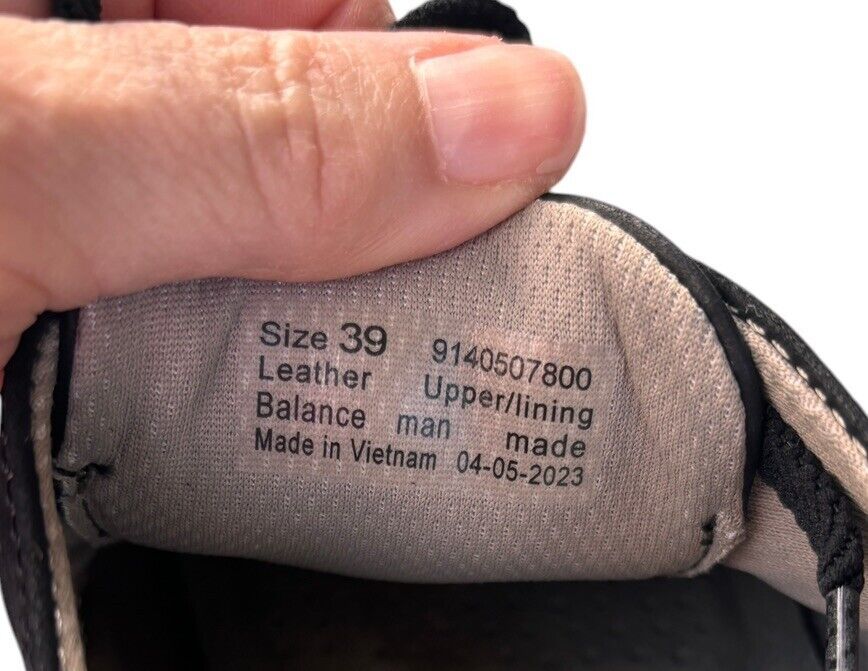 Size 39 9140507800
Leather Upper/lining
Balance man made
Made in Vietnam 04-05-2023